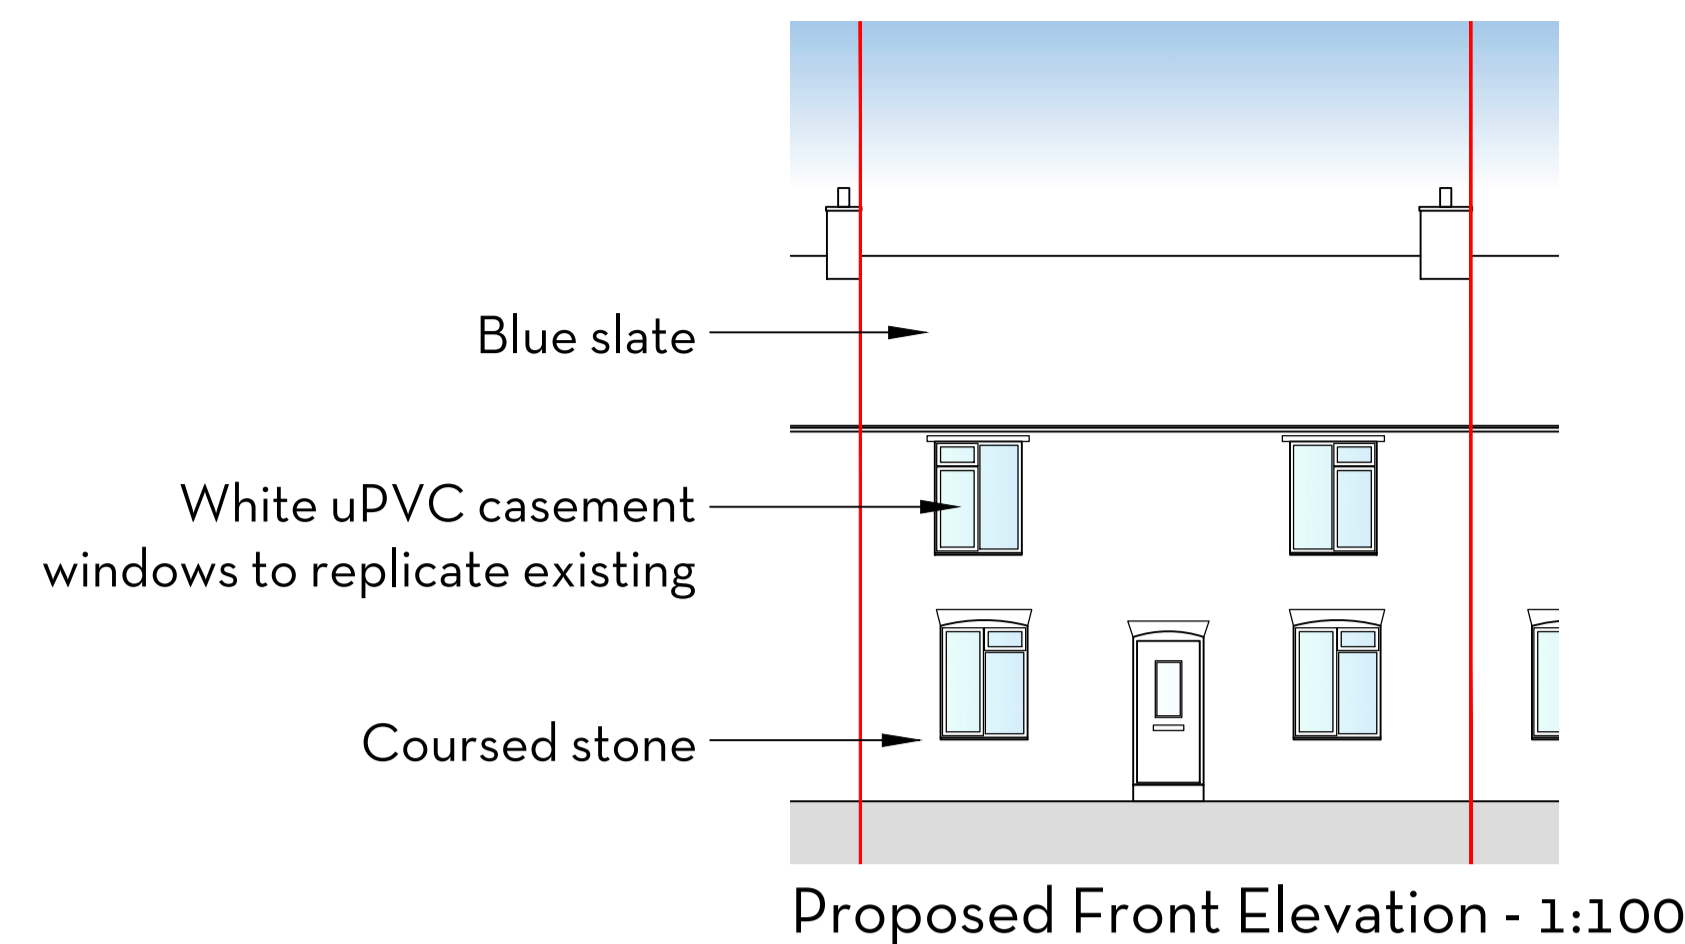 Blue slate
White uPVC casement
windows to replicate existing
Coursed stone
Proposed Front Elevation - 1:100